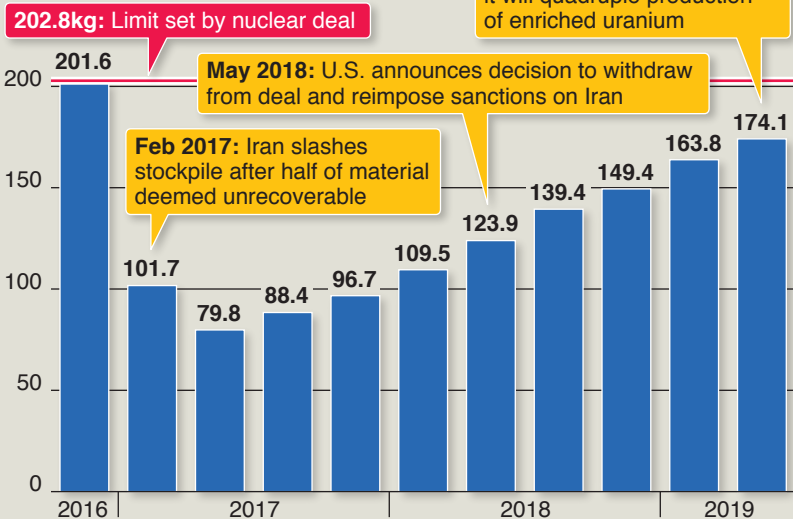 it will quadruple production
of enriched uranium
202.8kg: Limit set by nuclear deal
May 2018: U.S. announces decision to withdraw
from deal and reimpose sanctions on Iran
Feb 2017: Iran slashes
stockpile after half of material
deemed unrecoverable
201.6
101.7
79.8
88.4
96.7
109.5
123.9
139.4
149.4
163.8
174.1
200
150
100
50
0
2016
2017
2018
2019